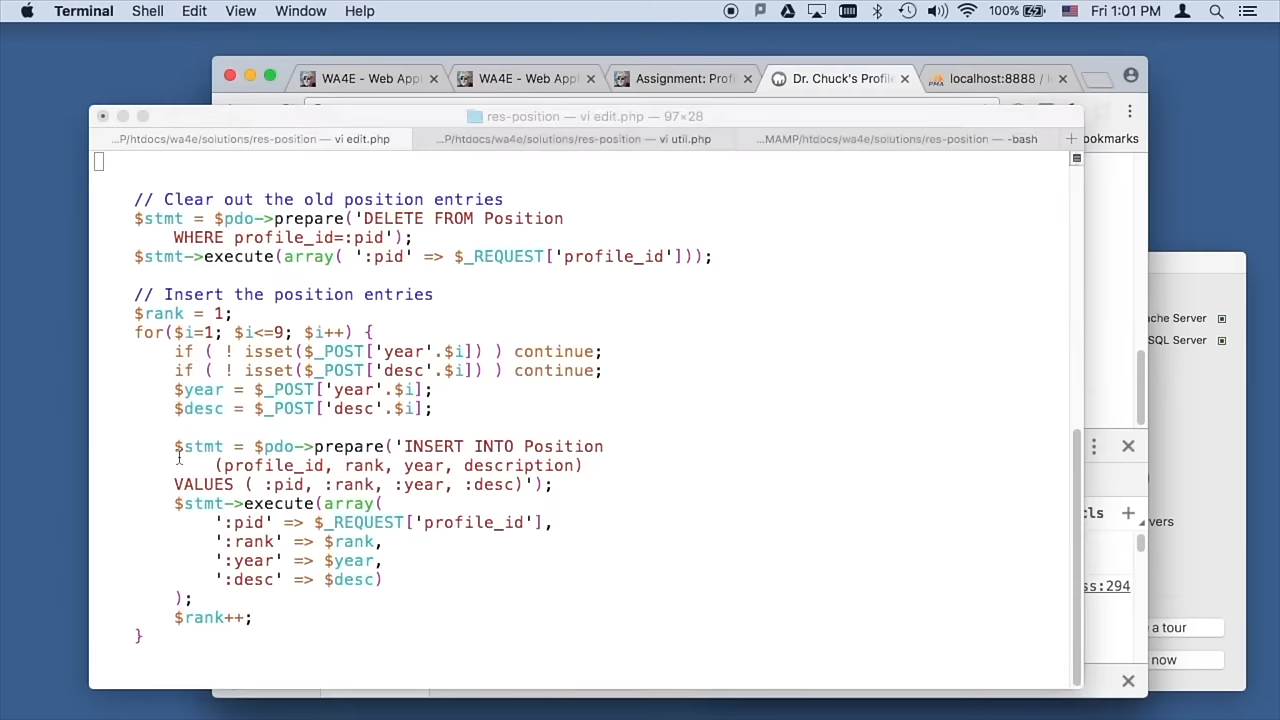 Terminal Shell Edit View Window Help 100% Fri 1:01 PM
WA4E - Web Appl WA4E - Web Appl Assignment: Profi Dr. Chuck's Profile localhost:8888 /
PMA
res-position — vi edit.php — 97×28
...P/htdocs/wa4e/solutions/res-position — vi edit.php ...P/htdocs/wa4e/solutions/res-position — vi util.php ...MAMP/htdocs/wa4e/solutions/res-position — -bash + okmarks
// Clear out the old position entries
$stmt = $pdo->prepare('DELETE FROM Position
WHERE profile_id=:pid');
$stmt->execute(array( ':pid' => $_REQUEST['profile_id']));
// Insert the position entries
$rank = 1;
for($i=1; $i<=9; $i++) {
if ( ! isset($_POST['year'.$i]) ) continue;
if ( ! isset($_POST['desc'.$i]) ) continue;
$year = $_POST['year'.$i];
$desc = $_POST['desc'.$i];
$stmt = $pdo->prepare('INSERT INTO Position
(profile_id, rank, year, description)
VALUES ( :pid, :rank, :year, :desc)');
$stmt->execute(array(
':pid' => $_REQUEST['profile_id'],
':rank' => $rank,
':year' => $year,
':desc' => $desc)
);
$rank++;
}
ache Server
SQL Server
cls +
vers
ss:294
a tour
now